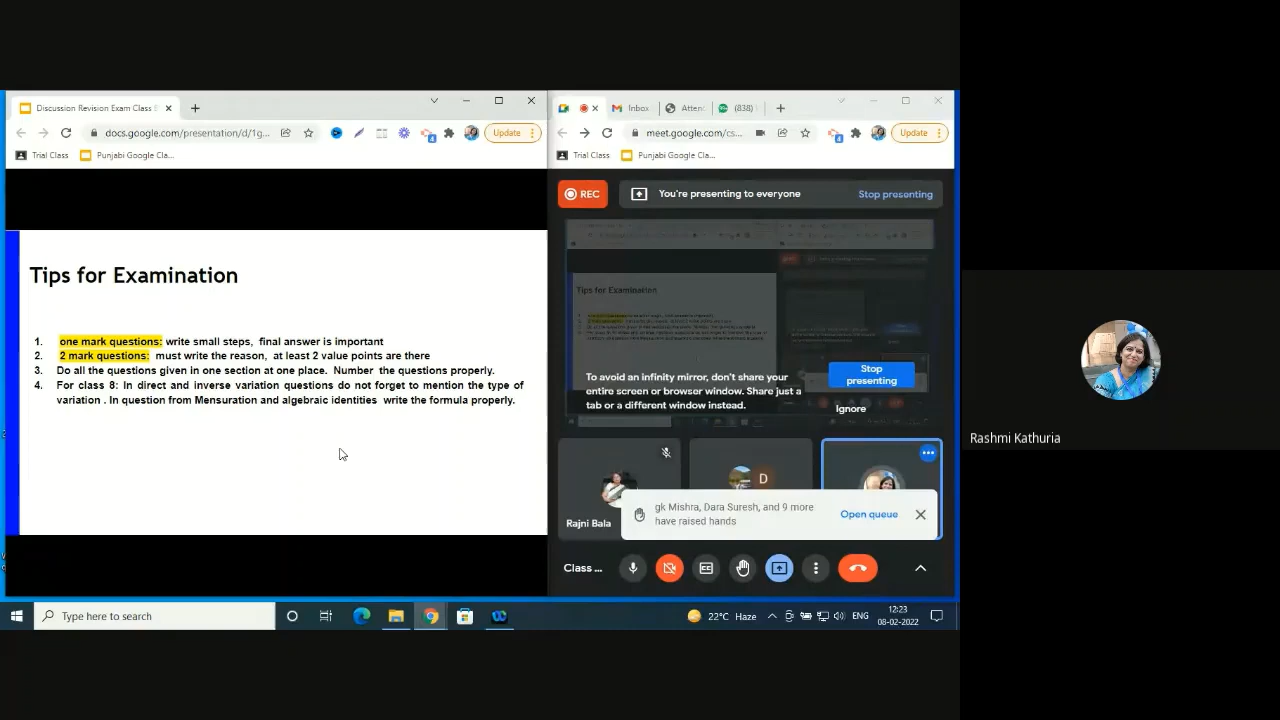 Discussion Revision Exam Class
docs.google.com/presentation/d/1g...
Update
Trial Class
Punjabi Google Cla...
Tips for Examination
1. one mark questions: write small steps, final answer is important
2. 2 mark questions: must write the reason, at least 2 value points are there
3. Do all the questions given in one section at one place. Number the questions properly.
4. For class 8: In direct and inverse variation questions do not forget to mention the type of
variation . In question from Mensuration and algebraic identities write the formula properly.
Inbox
Atten
(838)
meet.google.com/cs...
Update
Trial Class
Punjabi Google Cla...
REC
You're presenting to everyone
Stop presenting
Tips for Examination
To avoid an infinity mirror, don't share your
entire screen or browser window. Share just a
tab or a different window instead.
Stop
presenting
Ignore
D
Rajni Bala
gk Mishra, Dara Suresh, and 9 more
have raised hands
Open queue
Class ...
Type here to search
22°C Haze
ENG
12:23
08-02-2022
Rashmi Kathuria